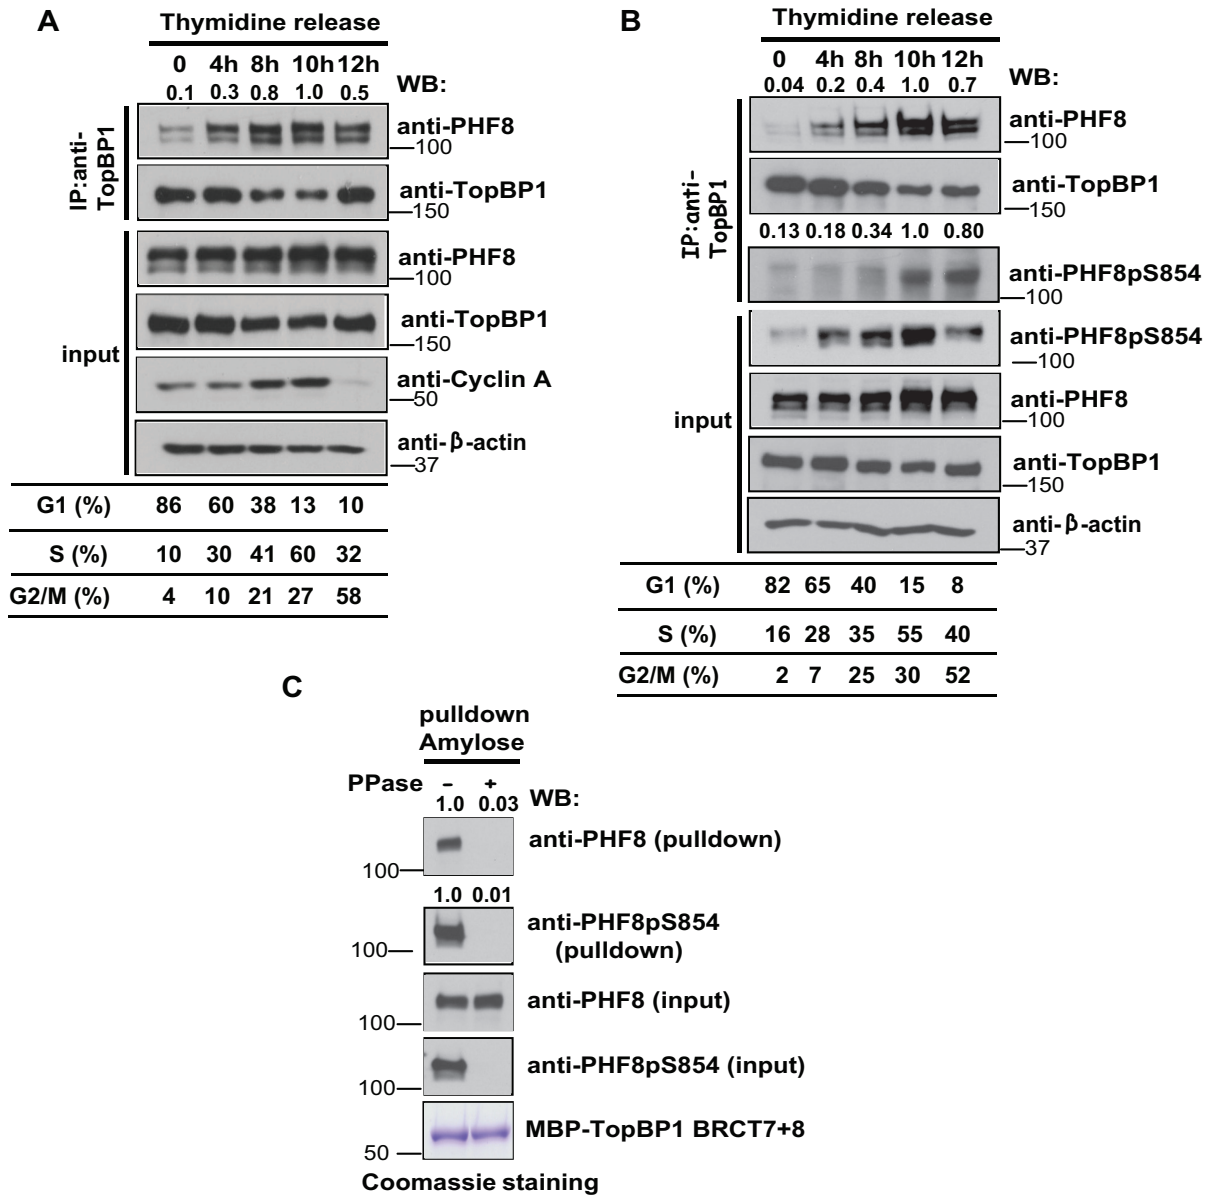 A
Thymidine release
0 4h 8h 10h 12h
0.1 0.3 0.8 1.0 0.5
WB:
IP:anti-
TopBP1
anti-PHF8
100
anti-TopBP1
150
input
anti-PHF8
100
anti-TopBP1
150
anti-Cyclin A
50
anti-β-actin
37
G1 (%) 86 60 38 13 10
S (%) 10 30 41 60 32
G2/M (%) 4 10 21 27 58
B
Thymidine release
0 4h 8h 10h 12h
0.04 0.2 0.4 1.0 0.7
WB:
IP:anti-
TopBP1
anti-PHF8
100
anti-TopBP1
150
0.13 0.18 0.34 1.0 0.80
anti-PHF8pS854
100
input
anti-PHF8pS854
100
anti-PHF8
100
anti-TopBP1
150
anti-β-actin
37
G1 (%) 82 65 40 15 8
S (%) 16 28 35 55 40
G2/M (%) 2 7 25 30 52
C
pulldown
Amylose
PPase - +
1.0 0.03 WB:
anti-PHF8 (pulldown)
100
1.0 0.01
anti-PHF8pS854
(pulldown)
100
anti-PHF8 (input)
100
anti-PHF8pS854 (input)
100
MBP-TopBP1 BRCT7+8
50
Coomassie staining